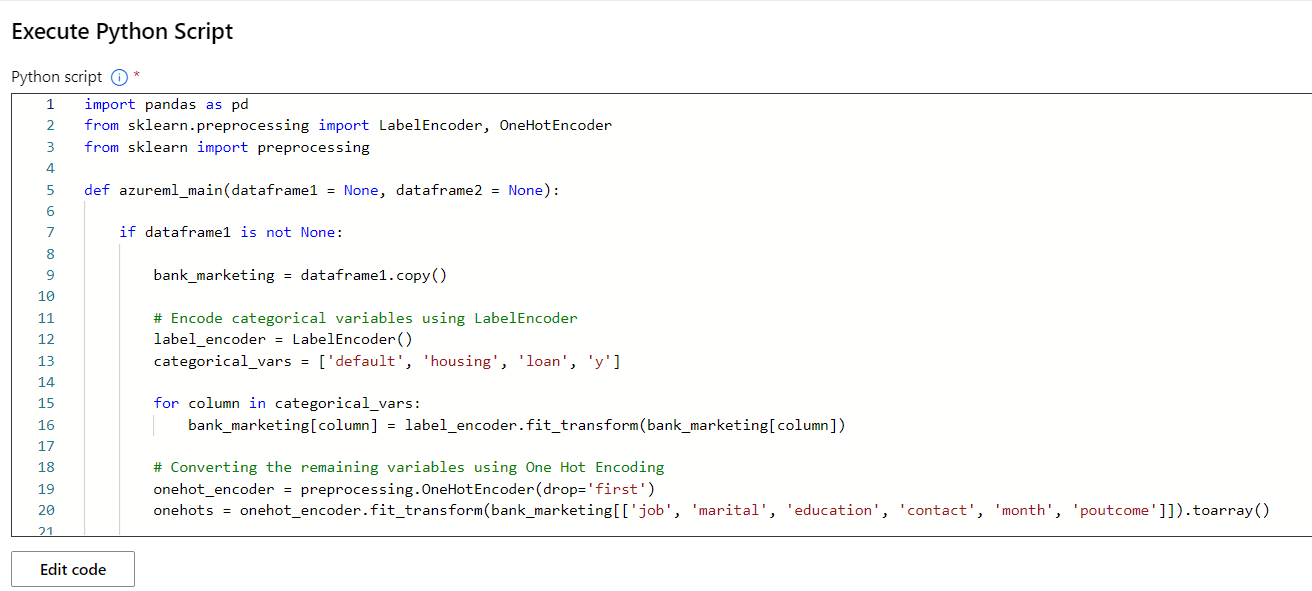 Execute Python Script
Python script *
1 import pandas as pd
2 from sklearn.preprocessing import LabelEncoder, OneHotEncoder
3 from sklearn import preprocessing
4
5 def azureml_main(dataframe1 = None, dataframe2 = None):
6
7     if dataframe1 is not None:
8
9         bank_marketing = dataframe1.copy()
10
11         # Encode categorical variables using LabelEncoder
12         label_encoder = LabelEncoder()
13         categorical_vars = ['default', 'housing', 'loan', 'y']
14
15         for column in categorical_vars:
16             bank_marketing[column] = label_encoder.fit_transform(bank_marketing[column])
17
18         # Converting the remaining variables using One Hot Encoding
19         onehot_encoder = preprocessing.OneHotEncoder(drop='first')
20         onehots = onehot_encoder.fit_transform(bank_marketing[['job', 'marital', 'education', 'contact', 'month', 'poutcome']]).toarray()
21
Edit code